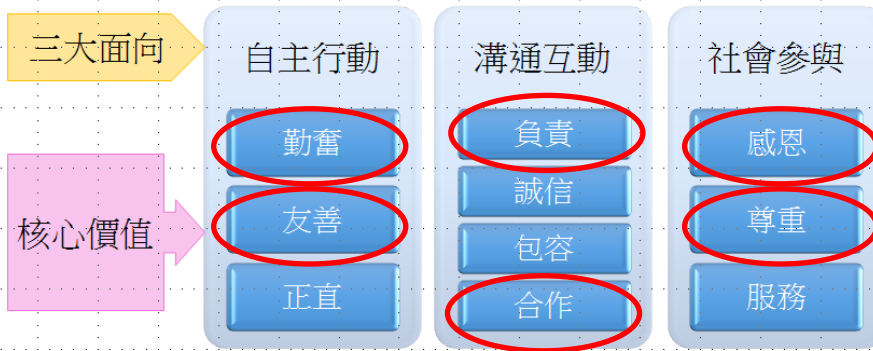 三大面向
自主行動
溝通互動
社會參與
核心價值
勤奮
友善
正直
負責
誠信
包容
合作
感恩
尊重
服務